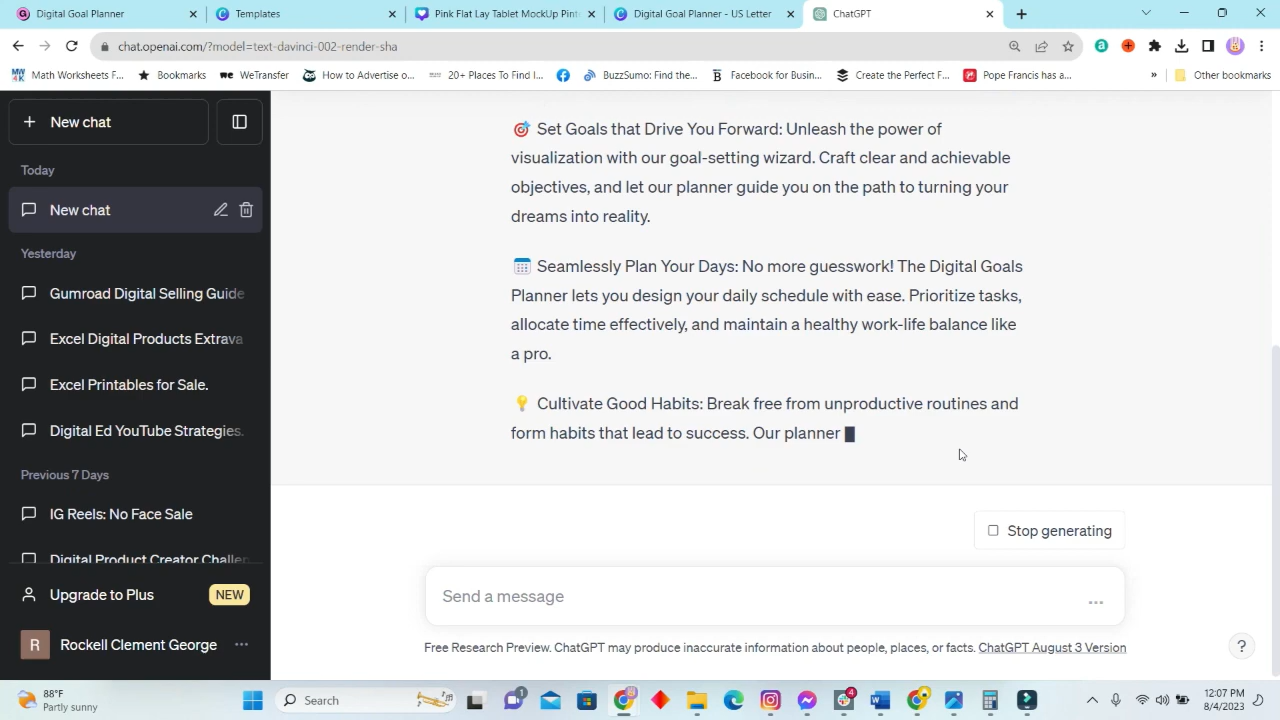 Digital Goal Planner
Templates
Pink Flat Lay Tablet MockUp Pint
Digital Goal Planner - US Letter
ChatGPT
chat.openai.com/?model=text-davinci-002-render-sha
Math Worksheets F...
Bookmarks
WeTransfer
How to Advertise o...
20+ Places To Find I...
BuzzSumo: Find the...
Facebook for Busin...
Create the Perfect F...
Pope Francis has a...
»
Other bookmarks
+ New chat
Today
New chat
Yesterday
Gumroad Digital Selling Guide
Excel Digital Products Extrava
Excel Printables for Sale.
Digital Ed YouTube Strategies.
Previous 7 Days
IG Reels: No Face Sale
Digital Product Creator Challen
Upgrade to Plus NEW
R Rockell Clement George ...
🎯 Set Goals that Drive You Forward: Unleash the power of
visualization with our goal-setting wizard. Craft clear and achievable
objectives, and let our planner guide you on the path to turning your
dreams into reality.
📅 Seamlessly Plan Your Days: No more guesswork! The Digital Goals
Planner lets you design your daily schedule with ease. Prioritize tasks,
allocate time effectively, and maintain a healthy work-life balance like
a pro.
💡 Cultivate Good Habits: Break free from unproductive routines and
form habits that lead to success. Our planner
Stop generating
Send a message
...
Free Research Preview. ChatGPT may produce inaccurate information about people, places, or facts. ChatGPT August 3 Version
?
88°F
Partly sunny
Search
1
4
12:07 PM
8/4/2023